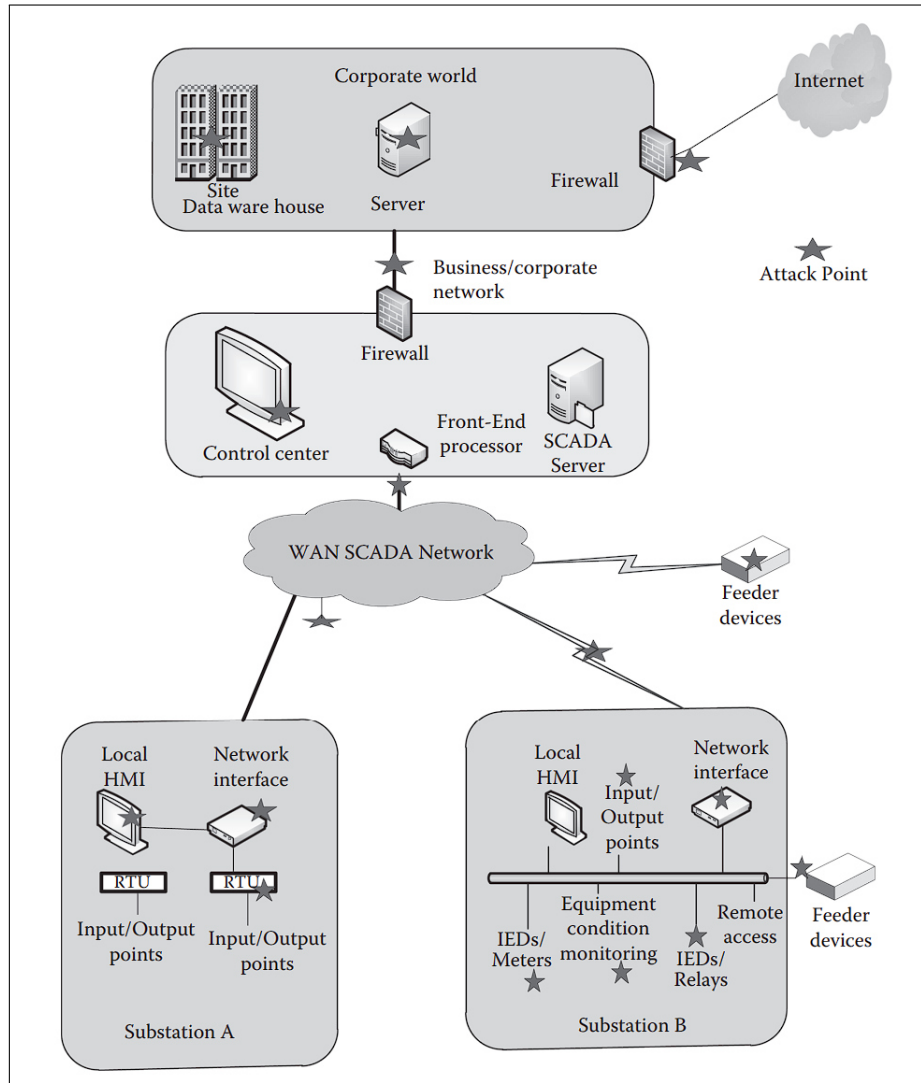 Corporate world
Internet
Site
Data ware house
Server
Firewall
Attack Point
Business/corporate
network
Firewall
Control center
Front-End
processor
SCADA
Server
WAN SCADA Network
Feeder
devices
Local
HMI
Network
interface
RTU
RTU
Input/Output
points
Input/Output
points
Substation A
Local
HMI
Input/
Output
points
Network
interface
IEDs/
Meters
Equipment
condition
monitoring
IEDs/
Relays
Remote
access
Feeder
devices
Substation B